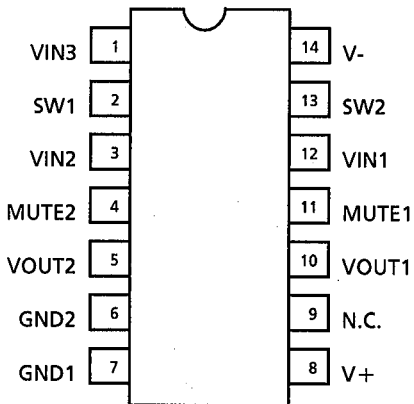 VIN3 1 14 V-
SW1 2 13 SW2
VIN2 3 12 VIN1
MUTE2 4 11 MUTE1
VOUT2 5 10 VOUT1
GND2 6 9 N.C.
GND1 7 8 V+